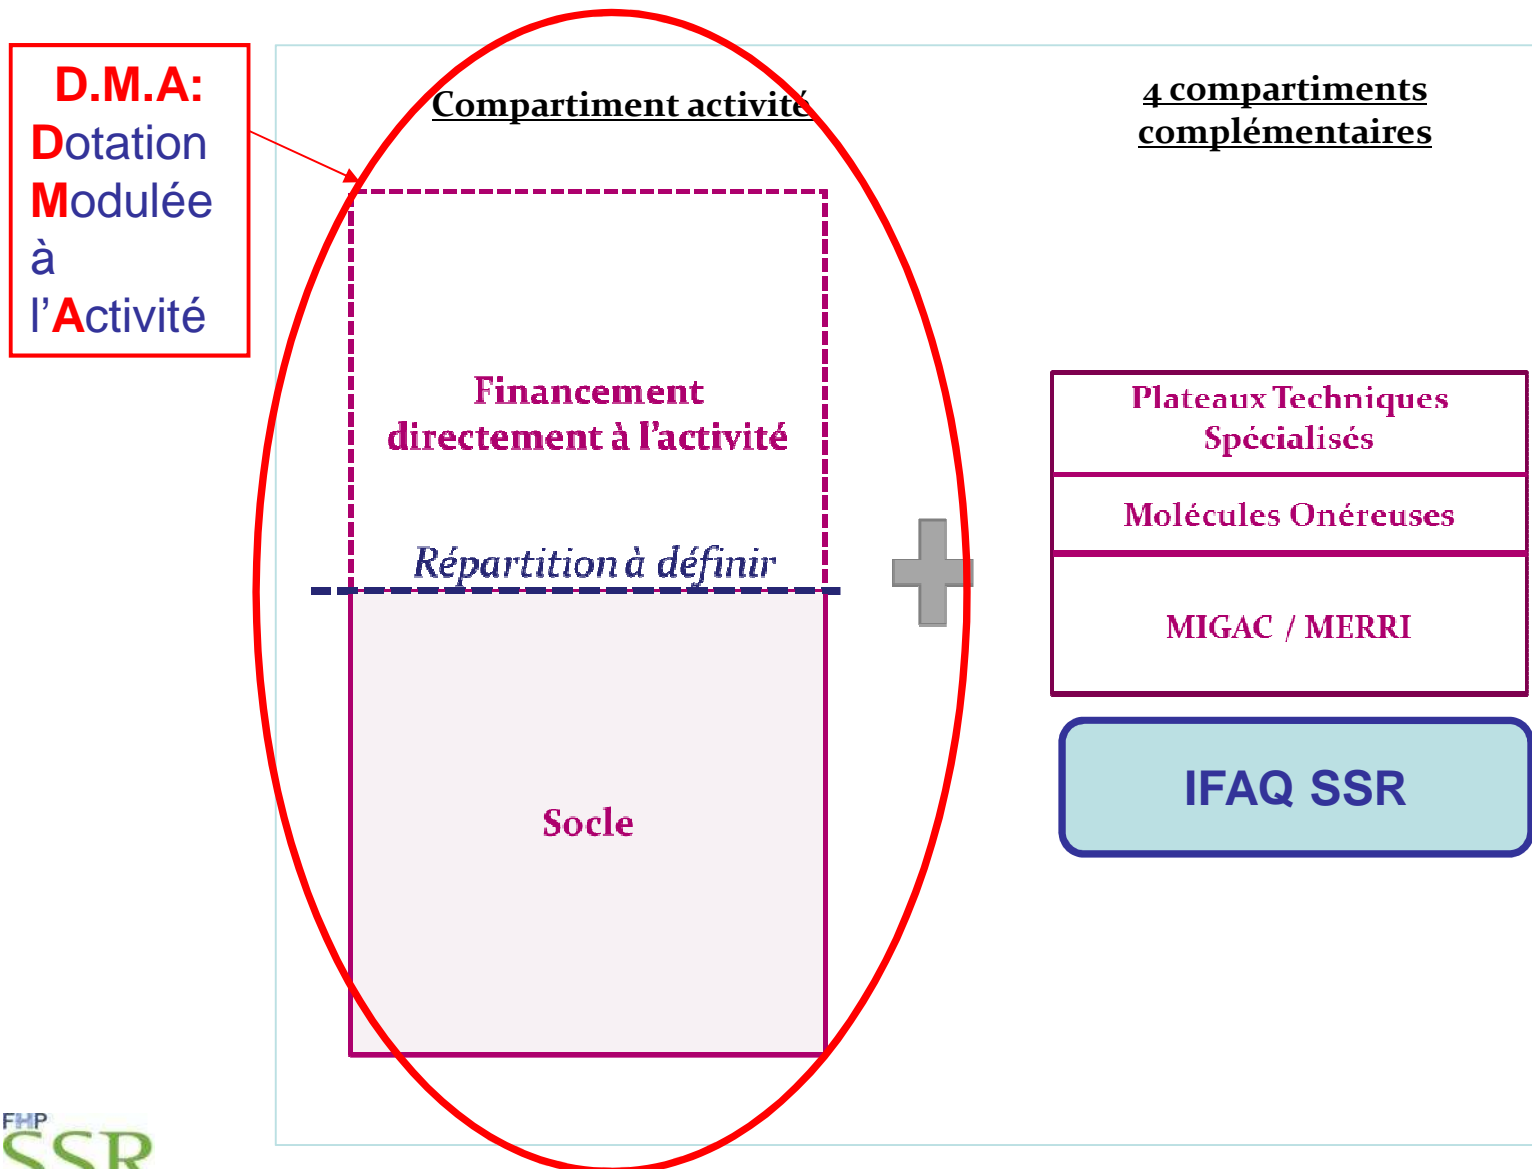 D.M.A:
Dotation
Modulée
à
l’Activité
Compartiment activité
Financement
directement à l’activité
Répartition à définir
Socle
4 compartiments
complémentaires
Plateaux Techniques
Spécialisés
Molécules Onéreuses
MIGAC / MERRI
IFAQ SSR
FHP
SSR